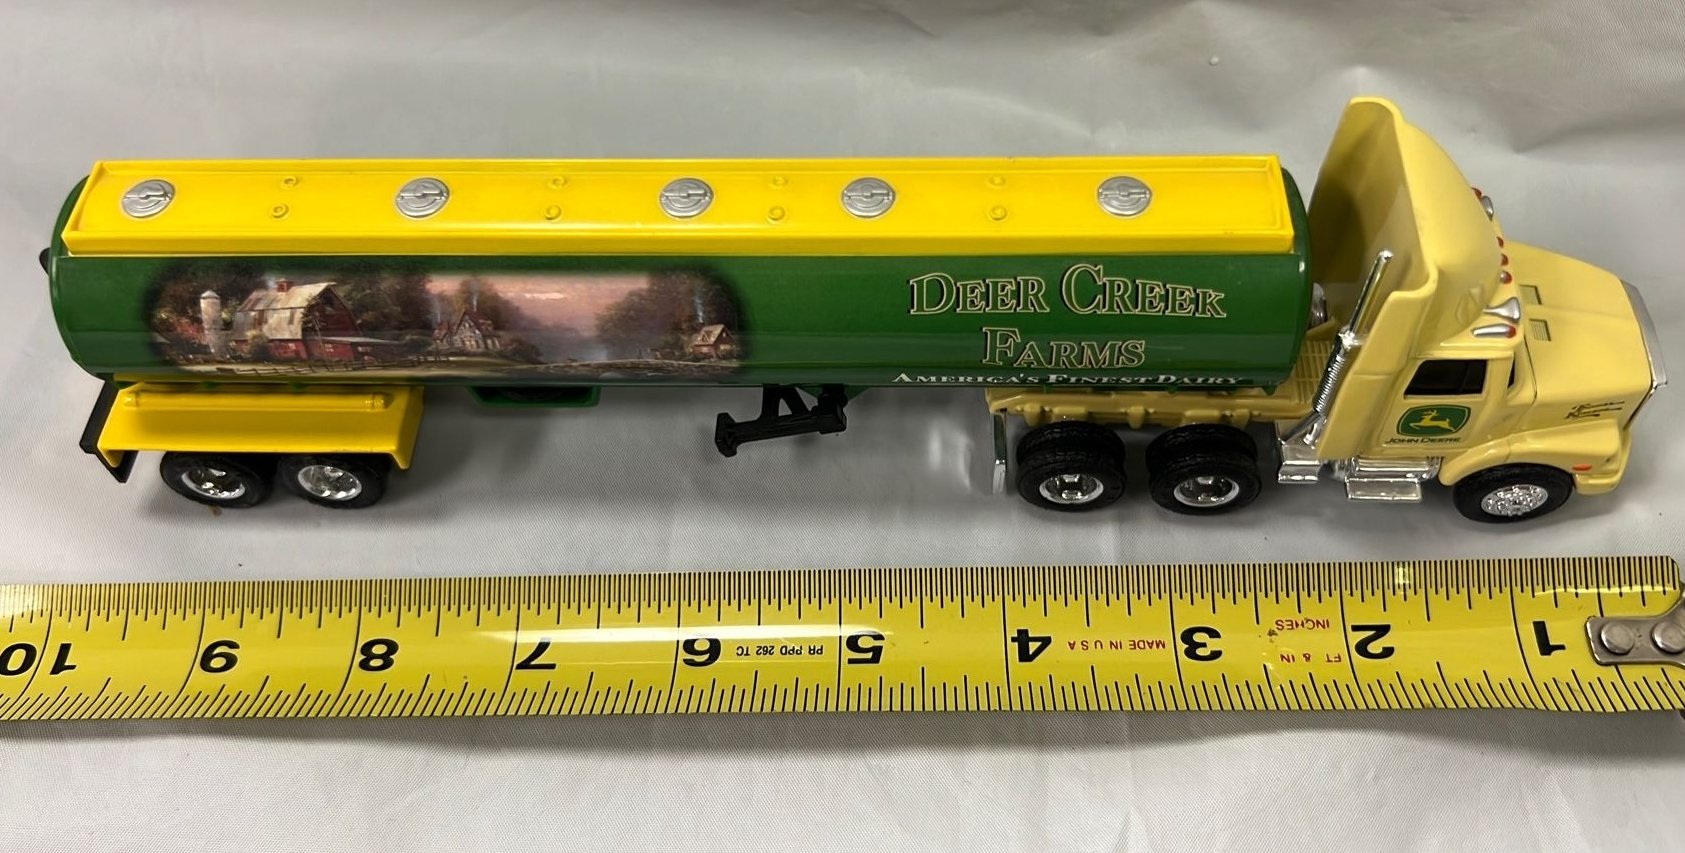 DEER CREEK
FARMS
AMERICA'S FINEST DAIRY
JOHN DEERE
1
2
FT & IN
INCHES
3
MADE IN U S A
4
5
PR PPD 262 TC
6
7
8
9
10